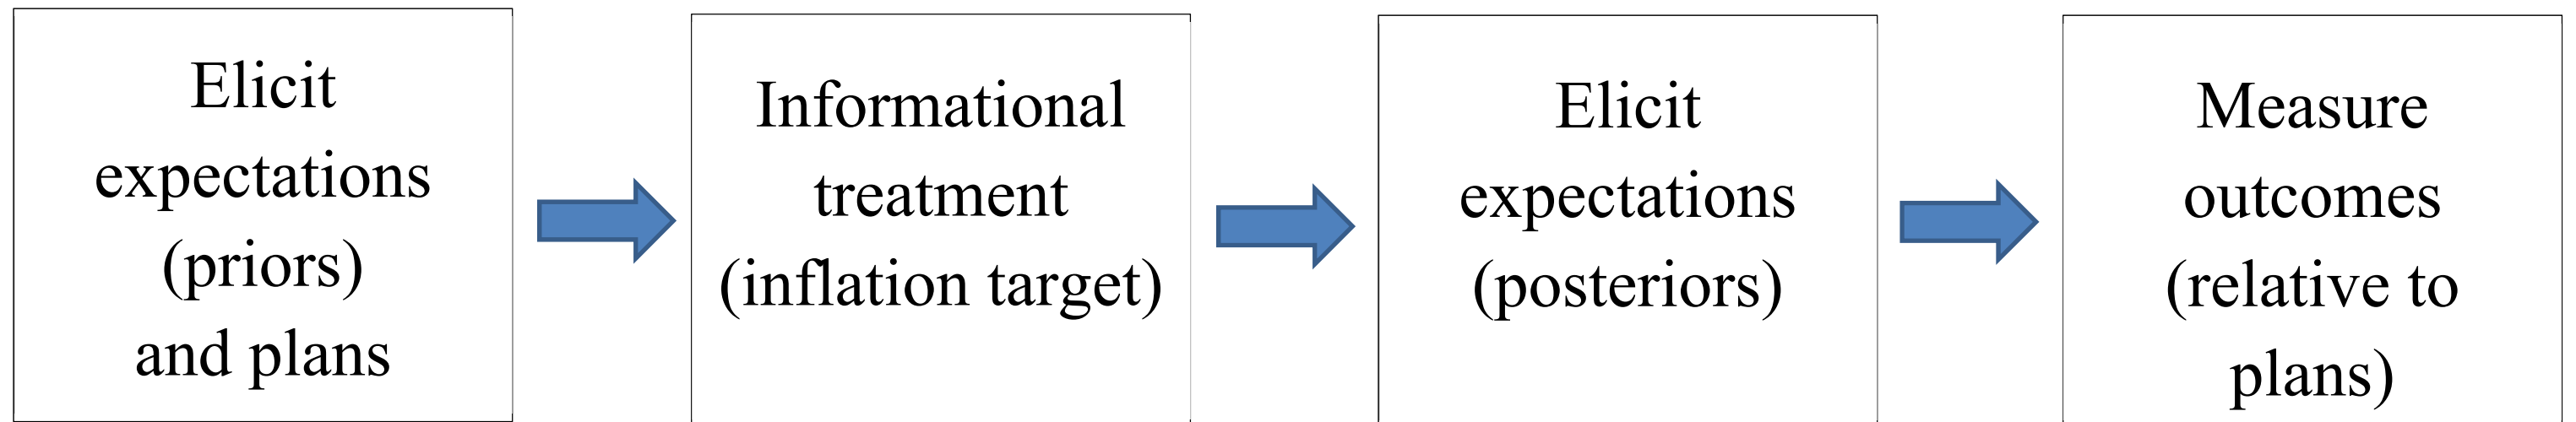 Elicit
expectations
(priors)
and plans
Informational
treatment
(inflation target)
Elicit
expectations
(posteriors)
Measure
outcomes
(relative to
plans)